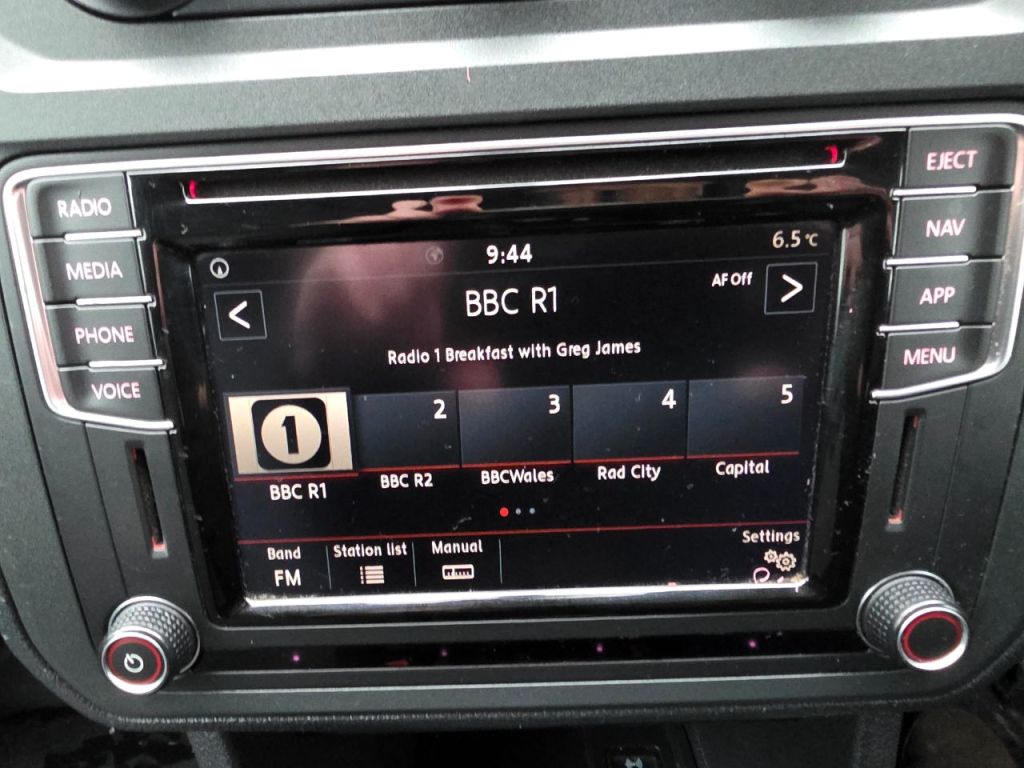 EJECT
RADIO
NAV
MEDIA
APP
PHONE
MENU
VOICE
9:44
6.5°C
<
BBC R1
AF Off
>
Radio 1 Breakfast with Greg James
1
2
3
4
5
BBC R1
BBC R2
BBCWales
Rad CIty
Capital
Band
FM
Station list
Manual
Settings